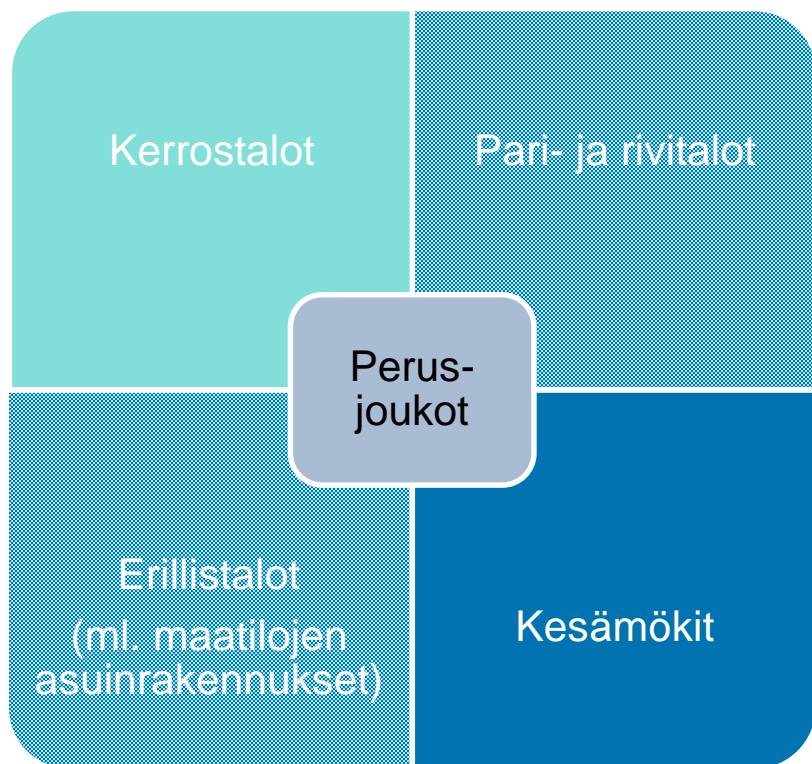 Kerrostalot
Pari- ja rivitalot
Perus-
joukot
Erillistalot
(ml. maatilojen
asuinrakennukset)
Kesämökit